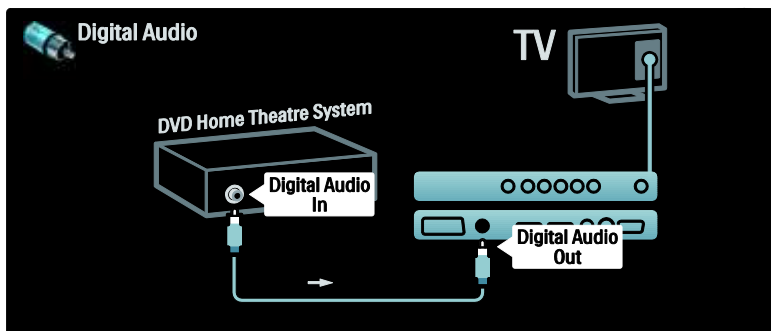 Digital Audio
TV
DVD Home Theatre System
Digital Audio
In
Digital Audio
Out